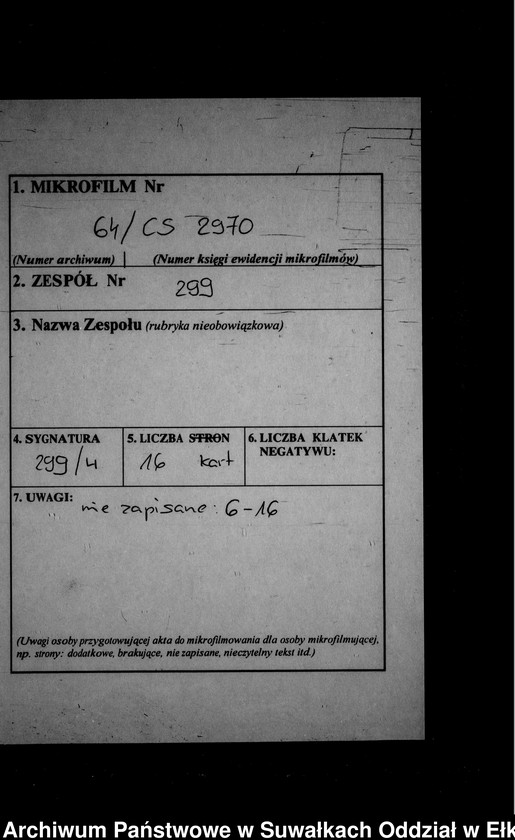 1. MIKROFILM Nr
64/CS 2970
(Numer archiwum) | (Numer księgi ewidencji mikrofilmów)
2. ZESPÓŁ Nr
299
3. Nazwa Zespołu (rubryka nieobowiązkowa)
4. SYGNATURA
299/4
5. LICZBA STRON
16 kart
6. LICZBA KLATEK
NEGATYWU:
7. UWAGI:
nie zapisane: 6-16
(Uwagi osoby przygotowującej akta do mikrofilmowania dla osoby mikrofilmującej,
np. strony: dodatkowe, brakujące, nie zapisane, nieczytelny tekst itd.)
Archiwum Państwowe w Suwałkach Oddział w Ełk